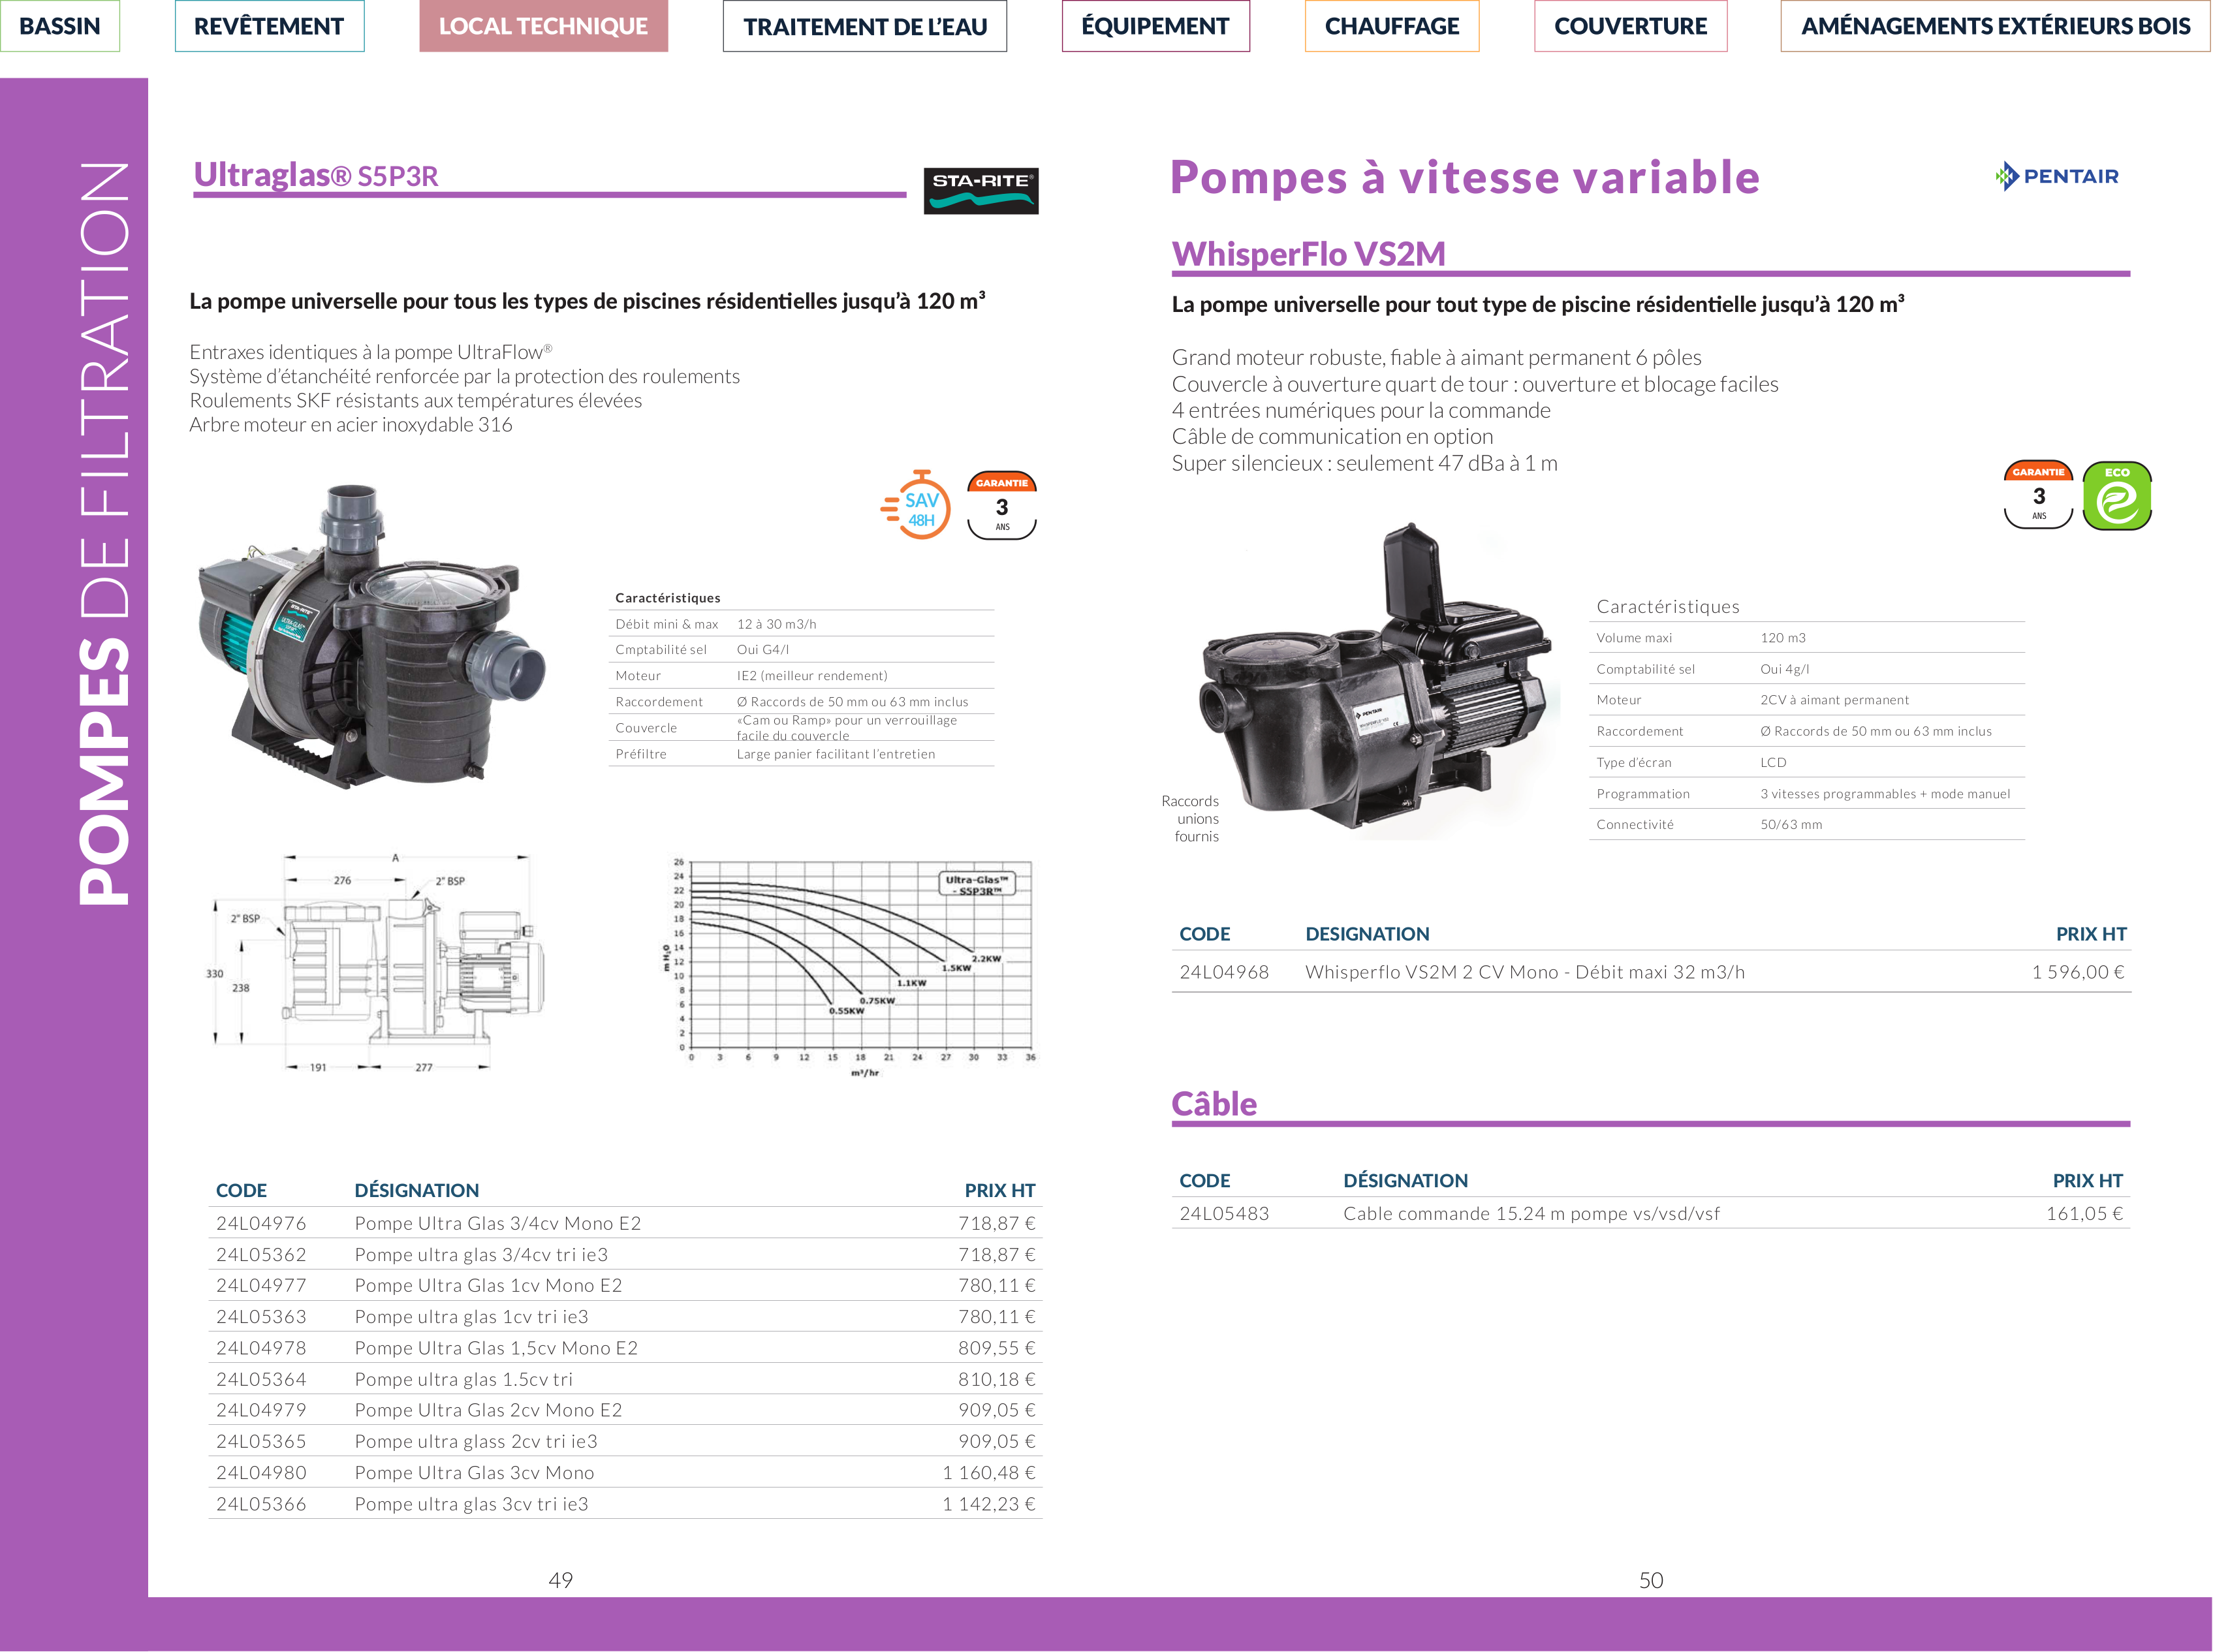 BASSIN
REVÊTEMENT
LOCAL TECHNIQUE
TRAITEMENT DE L'EAU
ÉQUIPEMENT
CHAUFFAGE
COUVERTURE
AMÉNAGEMENTS EXTÉRIEURS BOIS
POMPES DE FILTRATION
Ultraglas® S5P3R
STA-RITE®
La pompe universelle pour tous les types de piscines résidentielles jusqu'à 120 m³
Entraxes identiques à la pompe UltraFlow®
Système d'étanchéité renforcée par la protection des roulements
Roulements SKF résistants aux températures élevées
Arbre moteur en acier inoxydable 316
SAV
48H
GARANTIE
3
ANS
STA-RITE
Caractéristiques
Débit mini & max 12 à 30 m3/h
Cmptabilité sel Oui G4/l
Moteur IE2 (meilleur rendement)
Raccordement Ø Raccords de 50 mm ou 63 mm inclus
Couvercle «Cam ou Ramp» pour un verrouillage
facile du couvercle
Préfiltre Large panier facilitant l'entretien
A
276
2" BSP
2" BSP
330
238
191
277
26
24
22
20
18
16
14
12
10
8
6
4
2
0
m H₂O
Ultra-Glas™
- S5P3R™
2.2KW
1.5KW
1.1KW
0.75KW
0.55KW
0 3 6 9 12 15 18 21 24 27 30 33 36
m³/hr
CODE DÉSIGNATION PRIX HT
24L04976 Pompe Ultra Glas 3/4cv Mono E2 718,87 €
24L05362 Pompe ultra glas 3/4cv tri ie3 718,87 €
24L04977 Pompe Ultra Glas 1cv Mono E2 780,11 €
24L05363 Pompe ultra glas 1cv tri ie3 780,11 €
24L04978 Pompe Ultra Glas 1,5cv Mono E2 809,55 €
24L05364 Pompe ultra glas 1.5cv tri 810,18 €
24L04979 Pompe Ultra Glas 2cv Mono E2 909,05 €
24L05365 Pompe ultra glass 2cv tri ie3 909,05 €
24L04980 Pompe Ultra Glas 3cv Mono 1 160,48 €
24L05366 Pompe ultra glas 3cv tri ie3 1 142,23 €
49
Pompes à vitesse variable
PENTAIR
WhisperFlo VS2M
La pompe universelle pour tout type de piscine résidentielle jusqu'à 120 m³
Grand moteur robuste, fiable à aimant permanent 6 pôles
Couvercle à ouverture quart de tour : ouverture et blocage faciles
4 entrées numériques pour la commande
Câble de communication en option
Super silencieux : seulement 47 dBa à 1 m
GARANTIE
3
ANS
ECO
PENTAIR
Raccords
unions
fournis
Caractéristiques
Volume maxi 120 m3
Comptabilité sel Oui 4g/l
Moteur 2CV à aimant permanent
Raccordement Ø Raccords de 50 mm ou 63 mm inclus
Type d'écran LCD
Programmation 3 vitesses programmables + mode manuel
Connectivité 50/63 mm
CODE DESIGNATION PRIX HT
24L04968 Whisperflo VS2M 2 CV Mono - Débit maxi 32 m3/h 1 596,00 €
Câble
CODE DÉSIGNATION PRIX HT
24L05483 Cable commande 15.24 m pompe vs/vsd/vsf 161,05 €
50